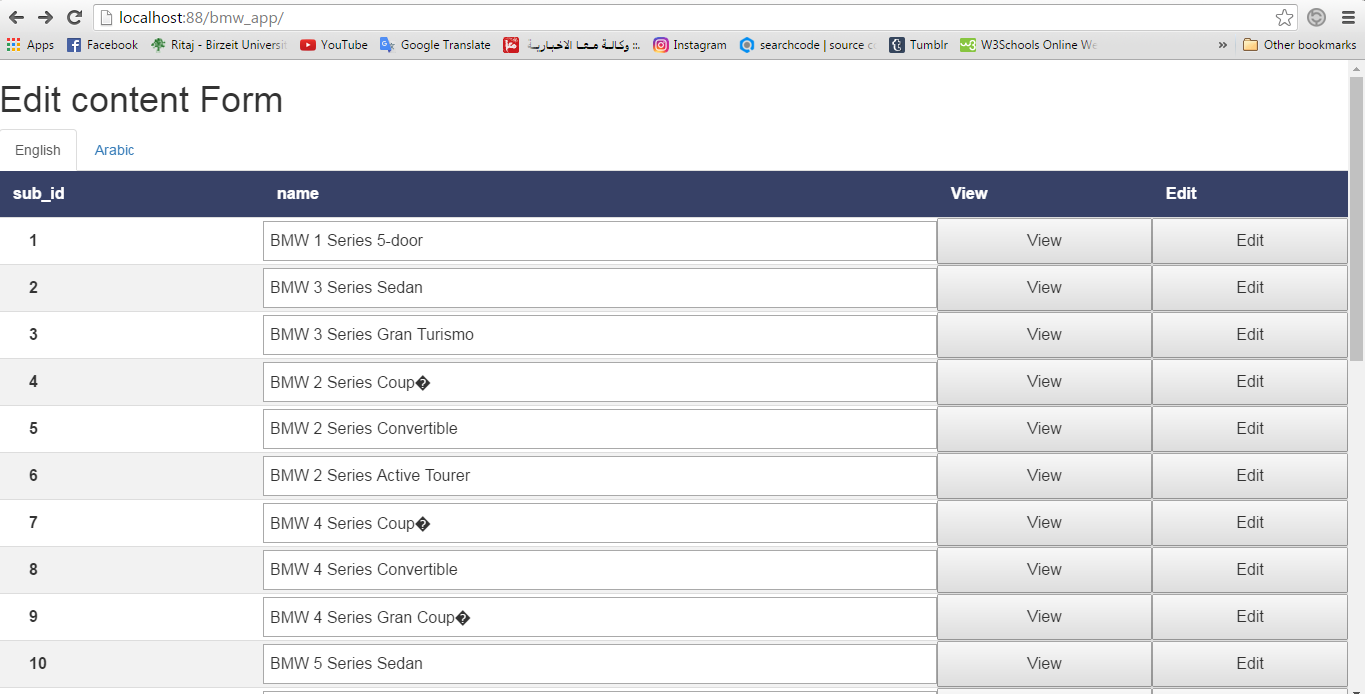 localhost:88/bmw_app/
Apps Facebook Ritaj - Birzeit Universit YouTube Google Translate ::. وكالـة معـا الاخباريـة Instagram searchcode | source c Tumblr W3Schools Online We » Other bookmarks
Edit content Form
English Arabic
sub_id name View Edit
1 BMW 1 Series 5-door View Edit
2 BMW 3 Series Sedan View Edit
3 BMW 3 Series Gran Turismo View Edit
4 BMW 2 Series Coup� View Edit
5 BMW 2 Series Convertible View Edit
6 BMW 2 Series Active Tourer View Edit
7 BMW 4 Series Coup� View Edit
8 BMW 4 Series Convertible View Edit
9 BMW 4 Series Gran Coup� View Edit
10 BMW 5 Series Sedan View Edit